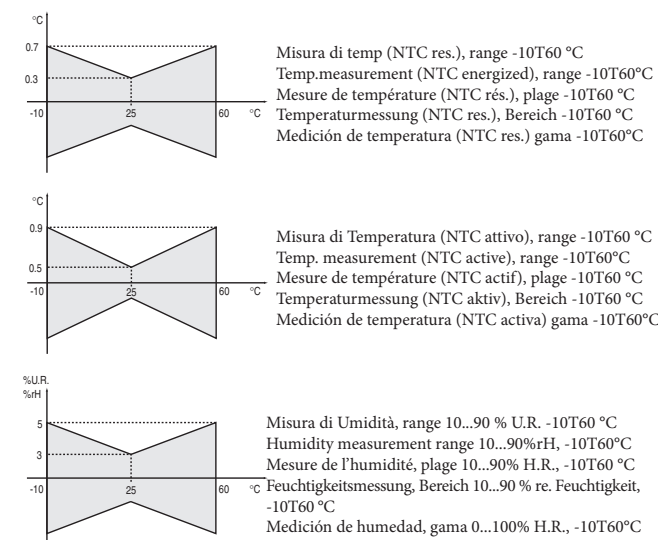 °C
0.7
0.3
-10 25 60 °C
Misura di temp (NTC res.), range -10T60 °C
Temp.measurement (NTC energized), range -10T60°C
Mesure de température (NTC rés.), plage -10T60 °C
Temperaturmessung (NTC res.), Bereich -10T60 °C
Medición de temperatura (NTC res.) gama -10T60°C
°C
0.9
0.5
-10 25 60 °C
Misura di Temperatura (NTC attivo), range -10T60 °C
Temp. measurement (NTC active), range -10T60°C
Mesure de température (NTC actif), plage -10T60 °C
Temperaturmessung (NTC aktiv), Bereich -10T60 °C
Medición de temperatura (NTC activa) gama -10T60°C
%U.R.
%rH
5
3
-10 25 60 °C
Misura di Umidità, range 10...90 % U.R. -10T60 °C
Humidity measurement range 10...90%rH, -10T60°C
Mesure de l'humidité, plage 10...90% H.R., -10T60 °C
Feuchtigkeitsmessung, Bereich 10...90 % re. Feuchtigkeit,
-10T60 °C
Medición de humedad, gama 0...100% H.R., -10T60°C